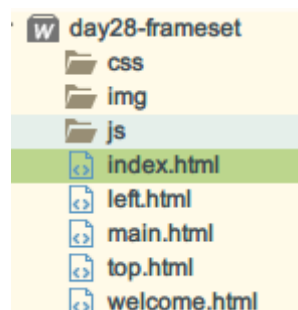 W day28-frameset
css
img
js
index.html
left.html
main.html
top.html
welcome.html